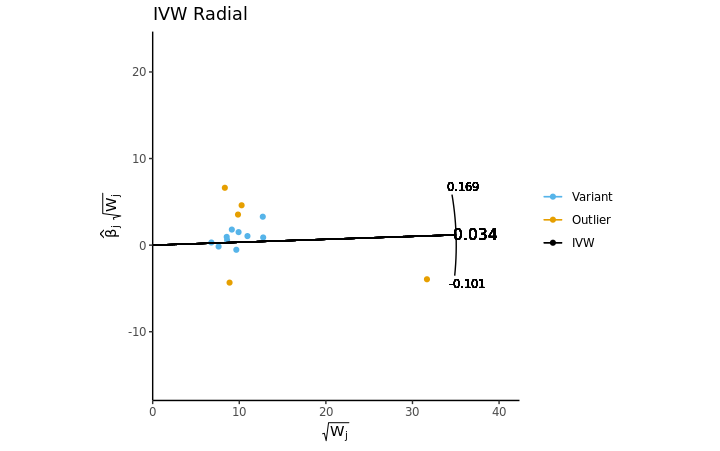 IVW Radial
20
10
0
-10
0
10
20
30
40
β̂ⱼ √Wⱼ
√Wⱼ
0.169
0.034
-0.101
Variant
Outlier
IVW